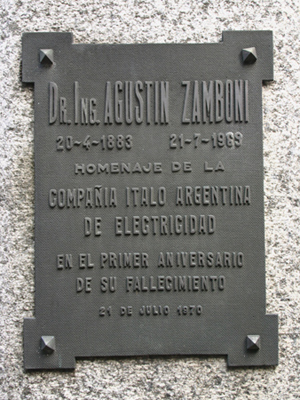 DR. ING. AGUSTIN ZAMBONI
20-4-1883 21-7-1969
HOMENAJE DE LA
COMPAÑIA ITALO ARGENTINA
DE ELECTRICIDAD
EN EL PRIMER ANIVERSARIO
DE SU FALLECIMIENTO
21 DE JULIO 1970